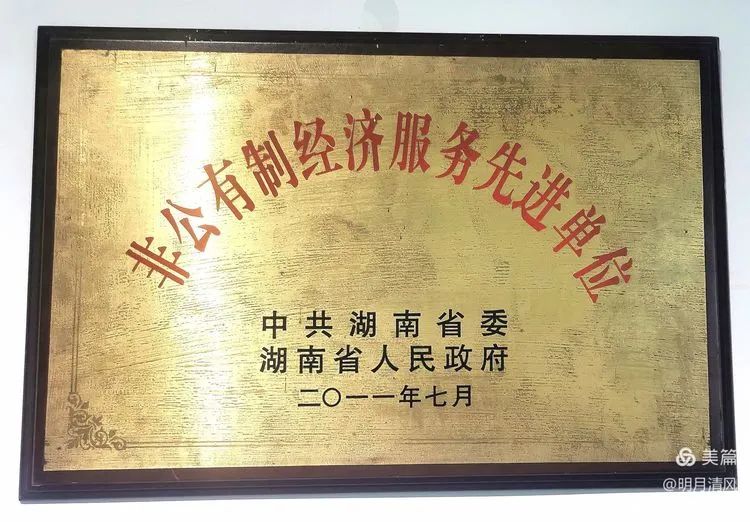 非公有制经济服务先进单位
中共湖南省委
湖南省人民政府
二〇一一年七月
美篇
@明月清风